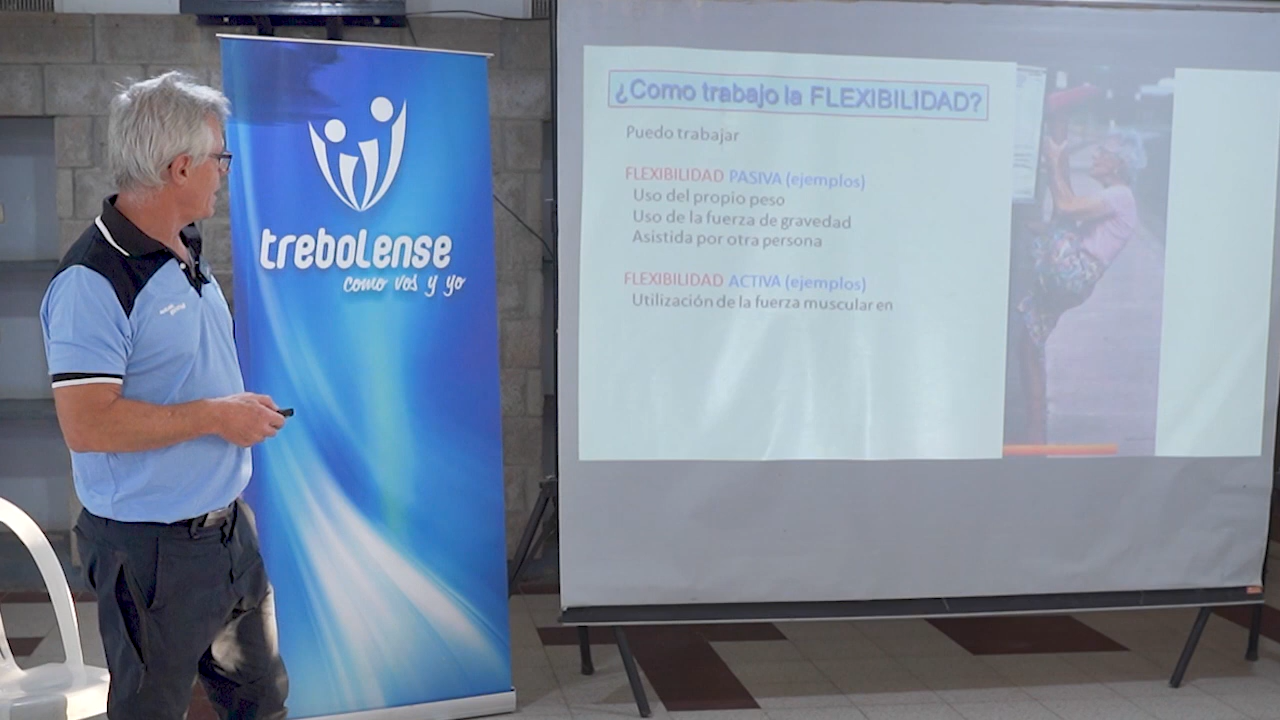 trebolense
como vos y yo
¿Como trabajo la FLEXIBILIDAD?
Puedo trabajar
FLEXIBILIDAD PASIVA (ejemplos)
Uso del propio peso
Uso de la fuerza de gravedad
Asistida por otra persona
FLEXIBILIDAD ACTIVA (ejemplos)
Utilización de la fuerza muscular en